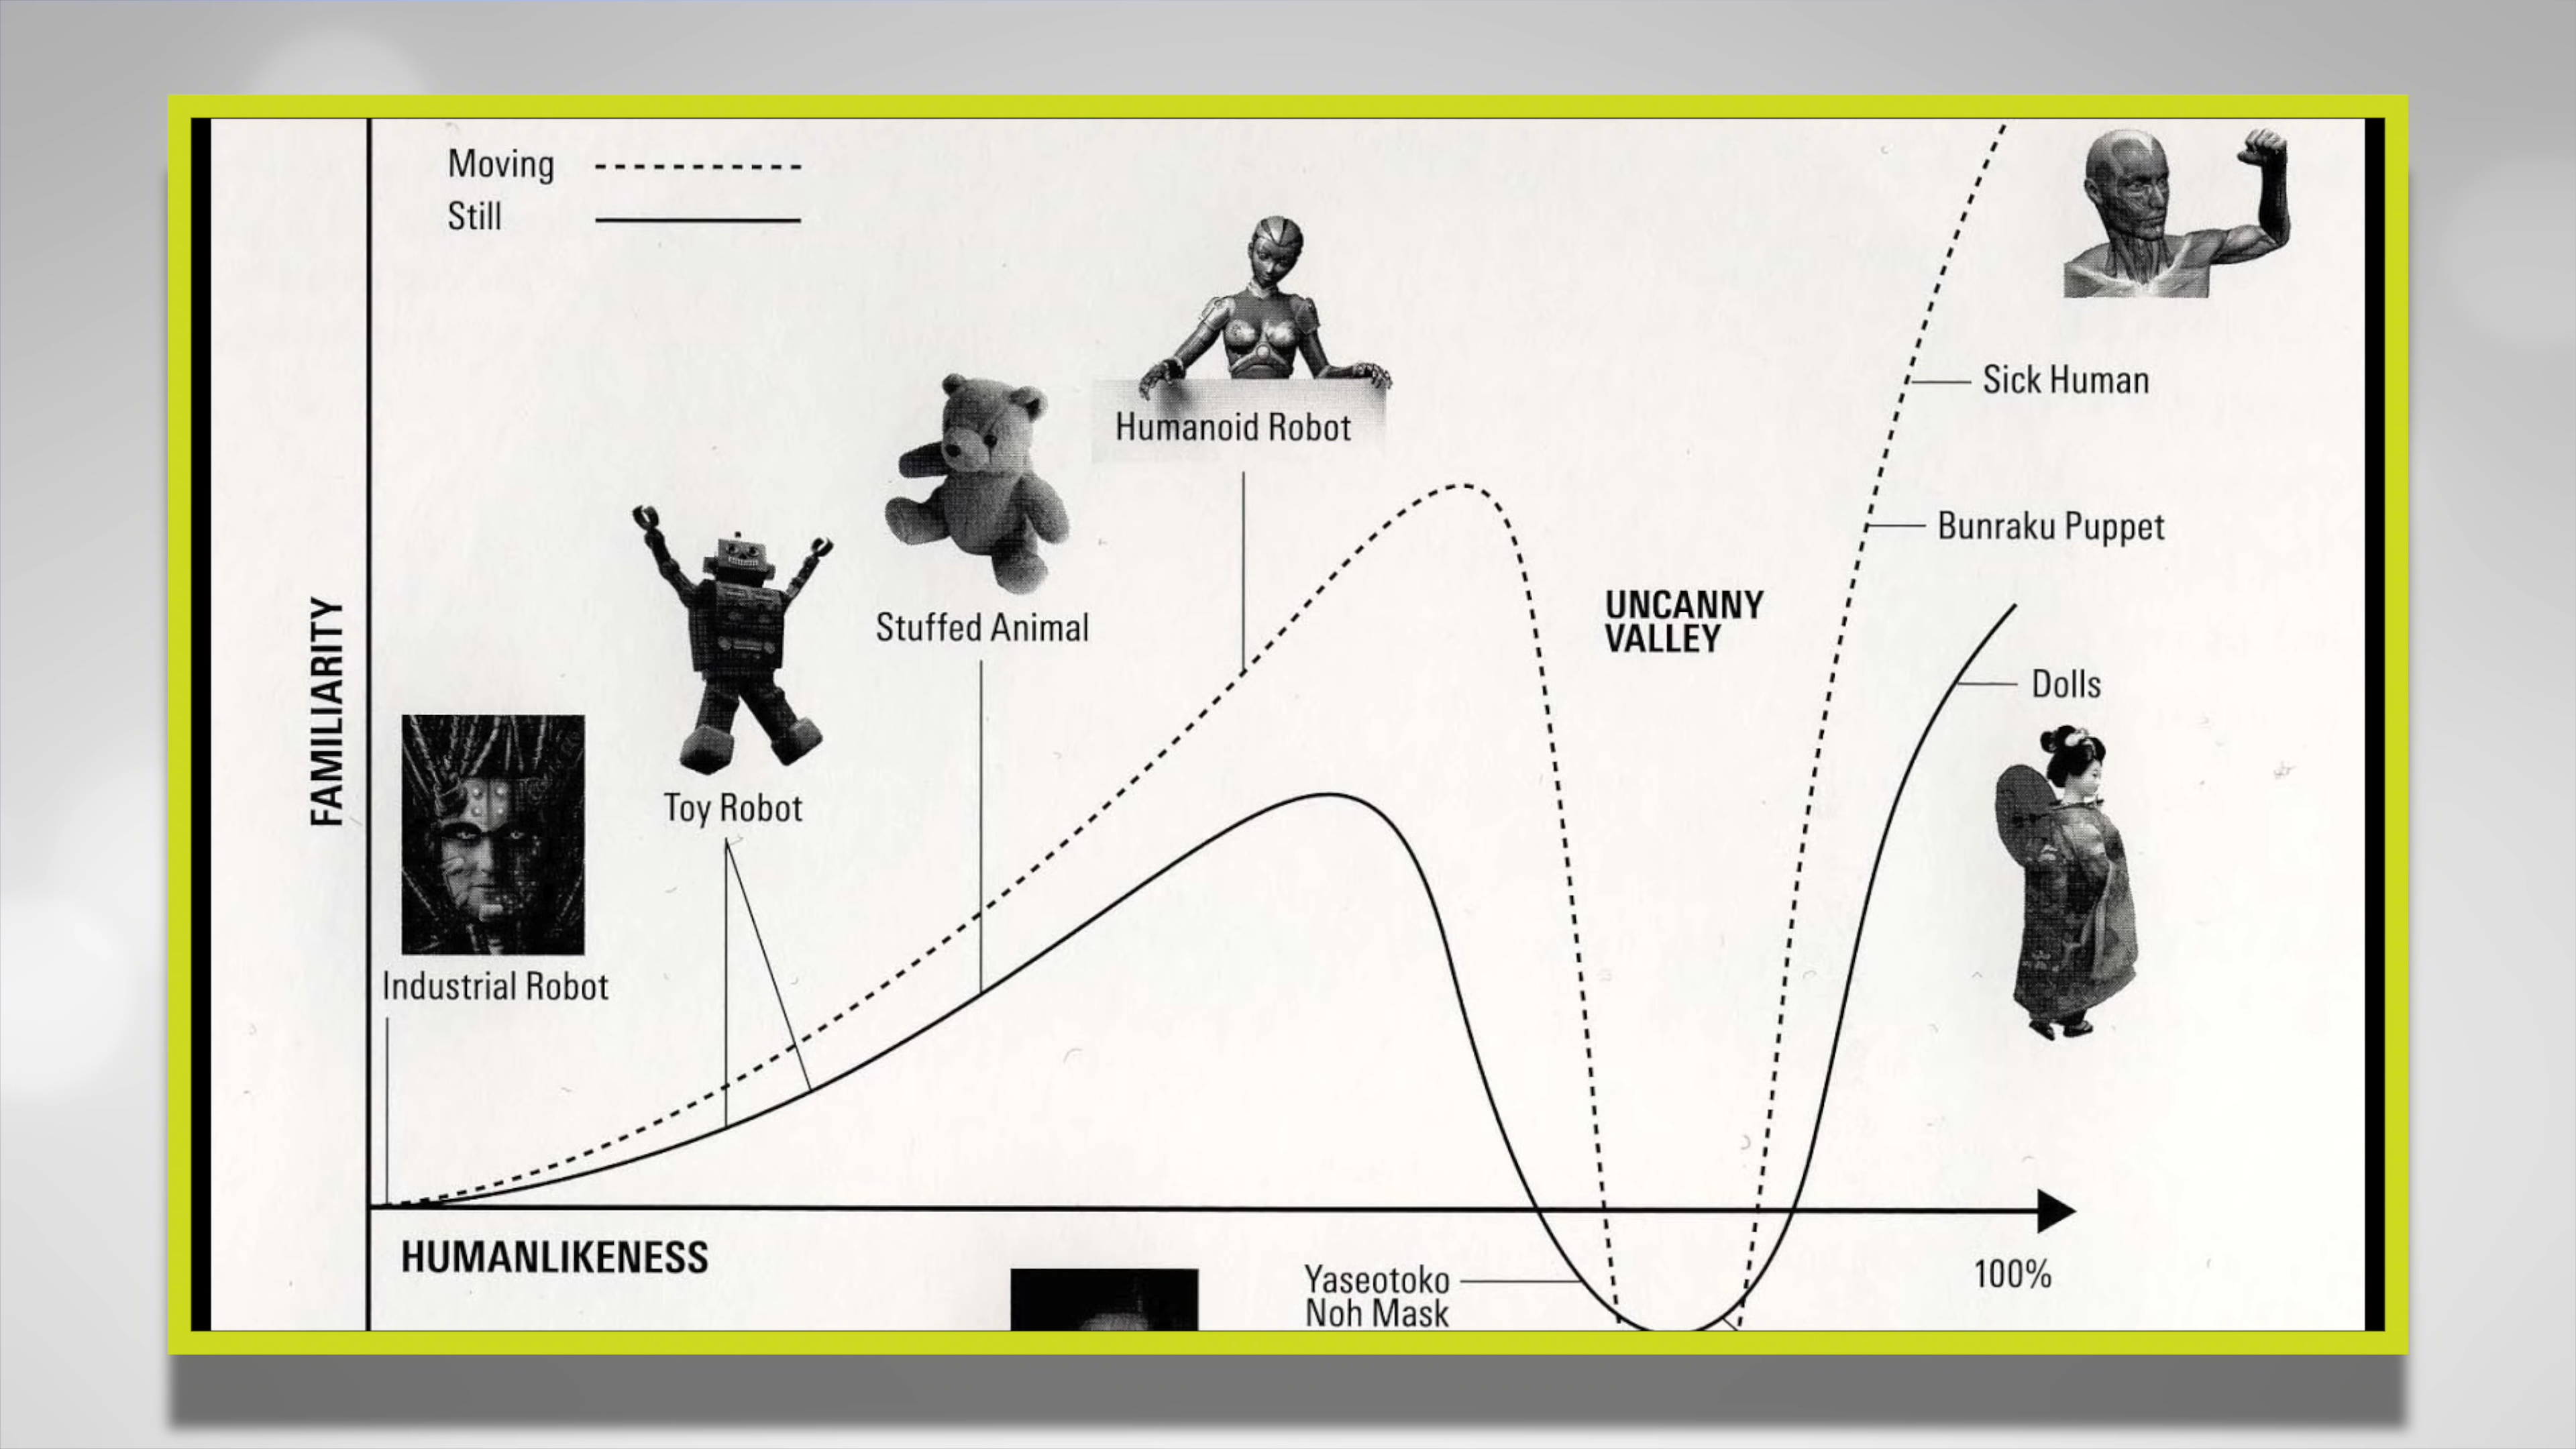 Moving
Still
Humanoid Robot
Sick Human
Bunraku Puppet
Stuffed Animal
UNCANNY
VALLEY
FAMILIARITY
Dolls
Toy Robot
Industrial Robot
HUMANLIKENESS
Yaseotoko
Noh Mask
100%